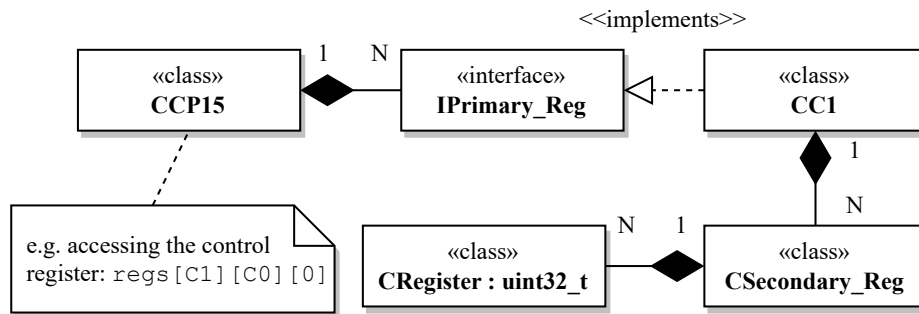 <<implements>>
1
N
«class»
CCP15
«interface»
IPrimary_Reg
«class»
CC1
1
N
e.g. accessing the control
register: regs[C1][C0][0]
N
1
«class»
CRegister : uint32_t
«class»
CSecondary_Reg